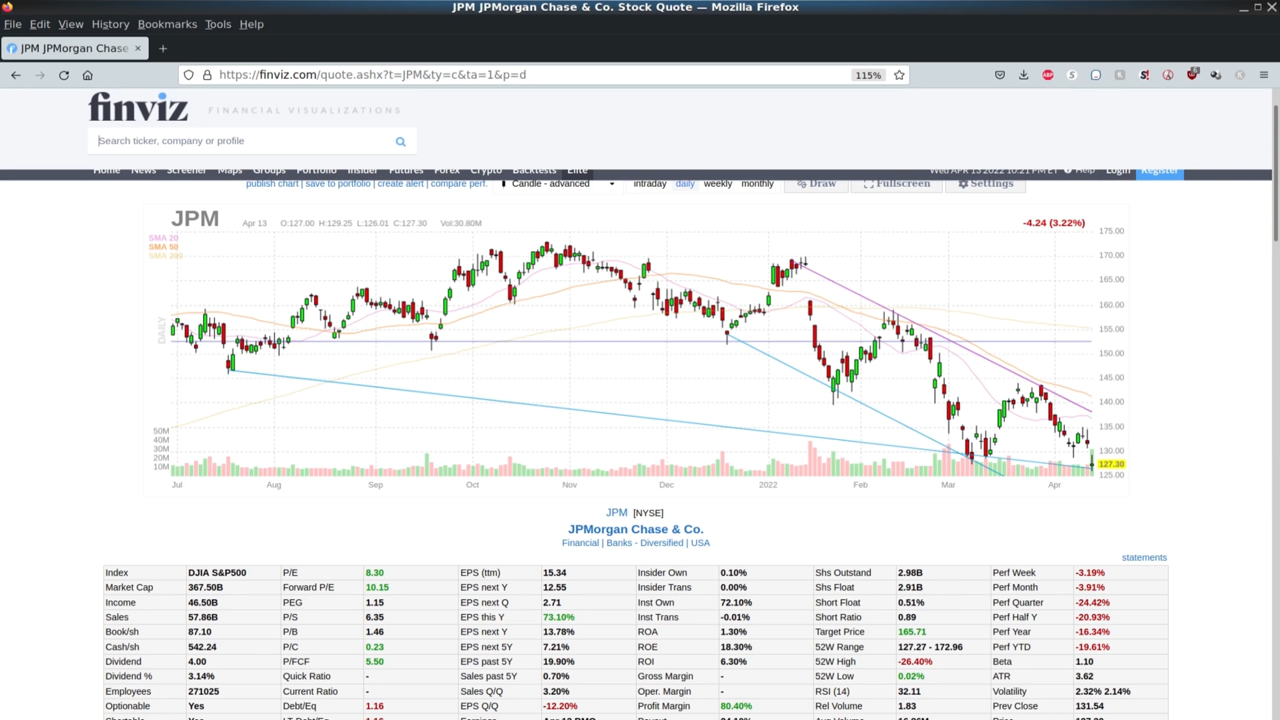 JPM JPMorgan Chase & Co. Stock Quote — Mozilla Firefox
File Edit View History Bookmarks Tools Help
JPM JPMorgan Chase
https://finviz.com/quote.ashx?t=JPM&ty=c&ta=1&p=d 115%
finviz FINANCIAL VISUALIZATIONS
Search ticker, company or profile
Home News Screener Maps Groups Portfolio Insider Futures Forex Crypto Backtests Elite Wed APR 13 2022 10:21 PM ET Help Login Register
publish chart | save to portfolio | create alert | compare perf. Candle - advanced intraday daily weekly monthly Draw Fullscreen Settings
JPM Apr 13 O:127.00 H:129.25 L:126.01 C:127.30 Vol:30.80M -4.24 (3.22%)
SMA 20
SMA 50
SMA 200
DAILY
175.00
170.00
165.00
160.00
155.00
150.00
145.00
140.00
135.00
130.00
127.30
125.00
50M
40M
30M
20M
10M
Jul Aug Sep Oct Nov Dec 2022 Feb Mar Apr
JPM [NYSE]
JPMorgan Chase & Co.
Financial | Banks - Diversified | USA
statements
Index DJIA S&P500 P/E 8.30 EPS (ttm) 15.34 Insider Own 0.10% Shs Outstand 2.98B Perf Week -3.19%
Market Cap 367.50B Forward P/E 10.15 EPS next Y 12.55 Insider Trans 0.00% Shs Float 2.91B Perf Month -3.91%
Income 46.50B PEG 1.15 EPS next Q 2.71 Inst Own 72.10% Short Float 0.51% Perf Quarter -24.42%
Sales 57.86B P/S 6.35 EPS this Y 73.10% Inst Trans -0.01% Short Ratio 0.89 Perf Half Y -20.93%
Book/sh 87.10 P/B 1.46 EPS next Y 13.78% ROA 1.30% Target Price 165.71 Perf Year -16.34%
Cash/sh 542.24 P/C 0.23 EPS next 5Y 7.21% ROE 18.30% 52W Range 127.27 - 172.96 Perf YTD -19.61%
Dividend 4.00 P/FCF 5.50 EPS past 5Y 19.90% ROI 6.30% 52W High -26.40% Beta 1.10
Dividend % 3.14% Quick Ratio - Sales past 5Y 0.70% Gross Margin - 52W Low 0.02% ATR 3.62
Employees 271025 Current Ratio - Sales Q/Q 3.20% Oper. Margin - RSI (14) 32.11 Volatility 2.32% 2.14%
Optionable Yes Debt/Eq 1.16 EPS Q/Q -12.20% Profit Margin 80.40% Rel Volume 1.83 Prev Close 131.54